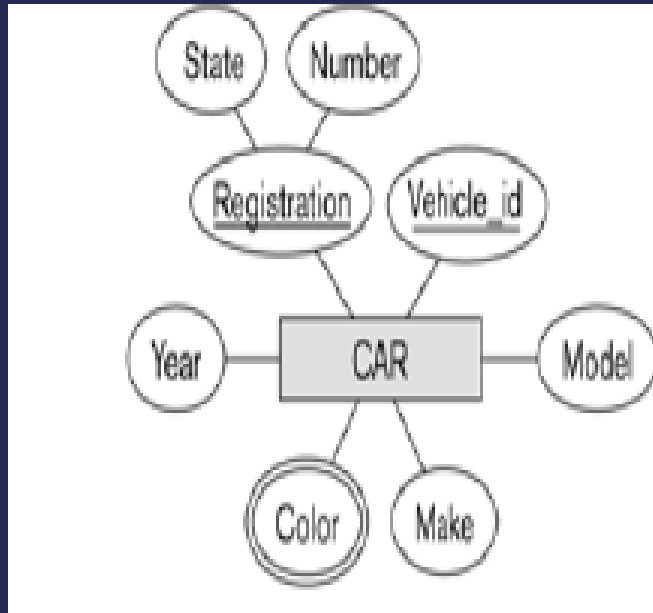 State Number
Registration Vehicle_id
Year CAR Model
Color Make